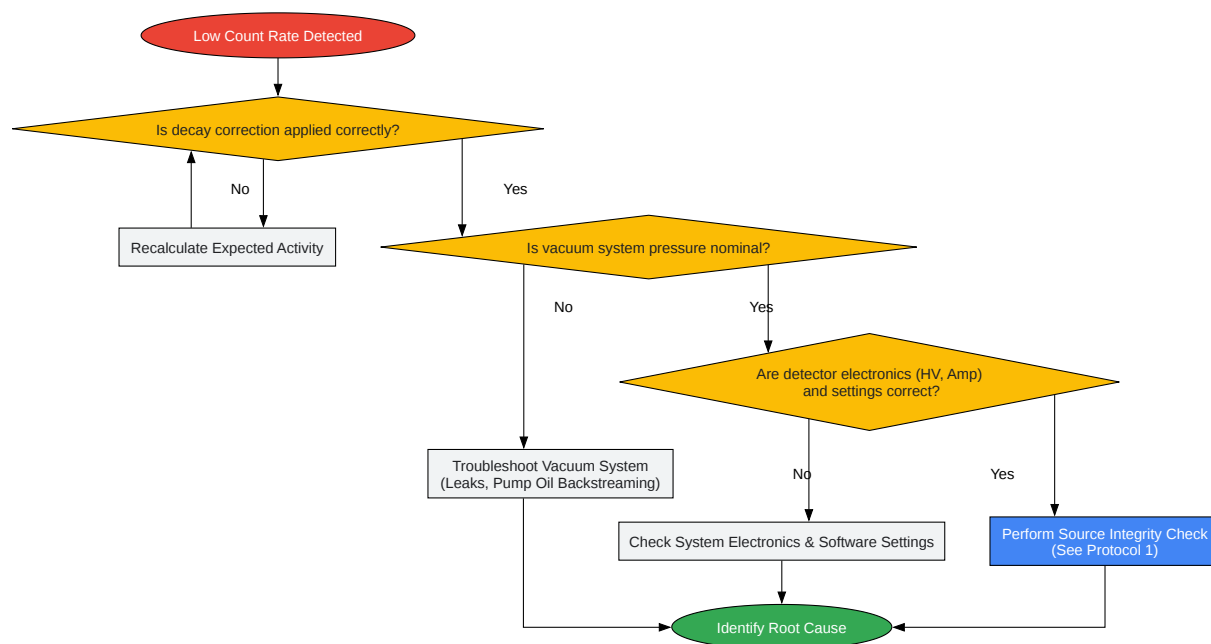 Low Count Rate Detected
Is decay correction applied correctly?
No
Yes
Recalculate Expected Activity
Is vacuum system pressure nominal?
No
Yes
Are detector electronics (HV, Amp)
and settings correct?
Troubleshoot Vacuum System
(Leaks, Pump Oil Backstreaming)
No
Yes
Check System Electronics & Software Settings
Perform Source Integrity Check
(See Protocol 1)
Identify Root Cause